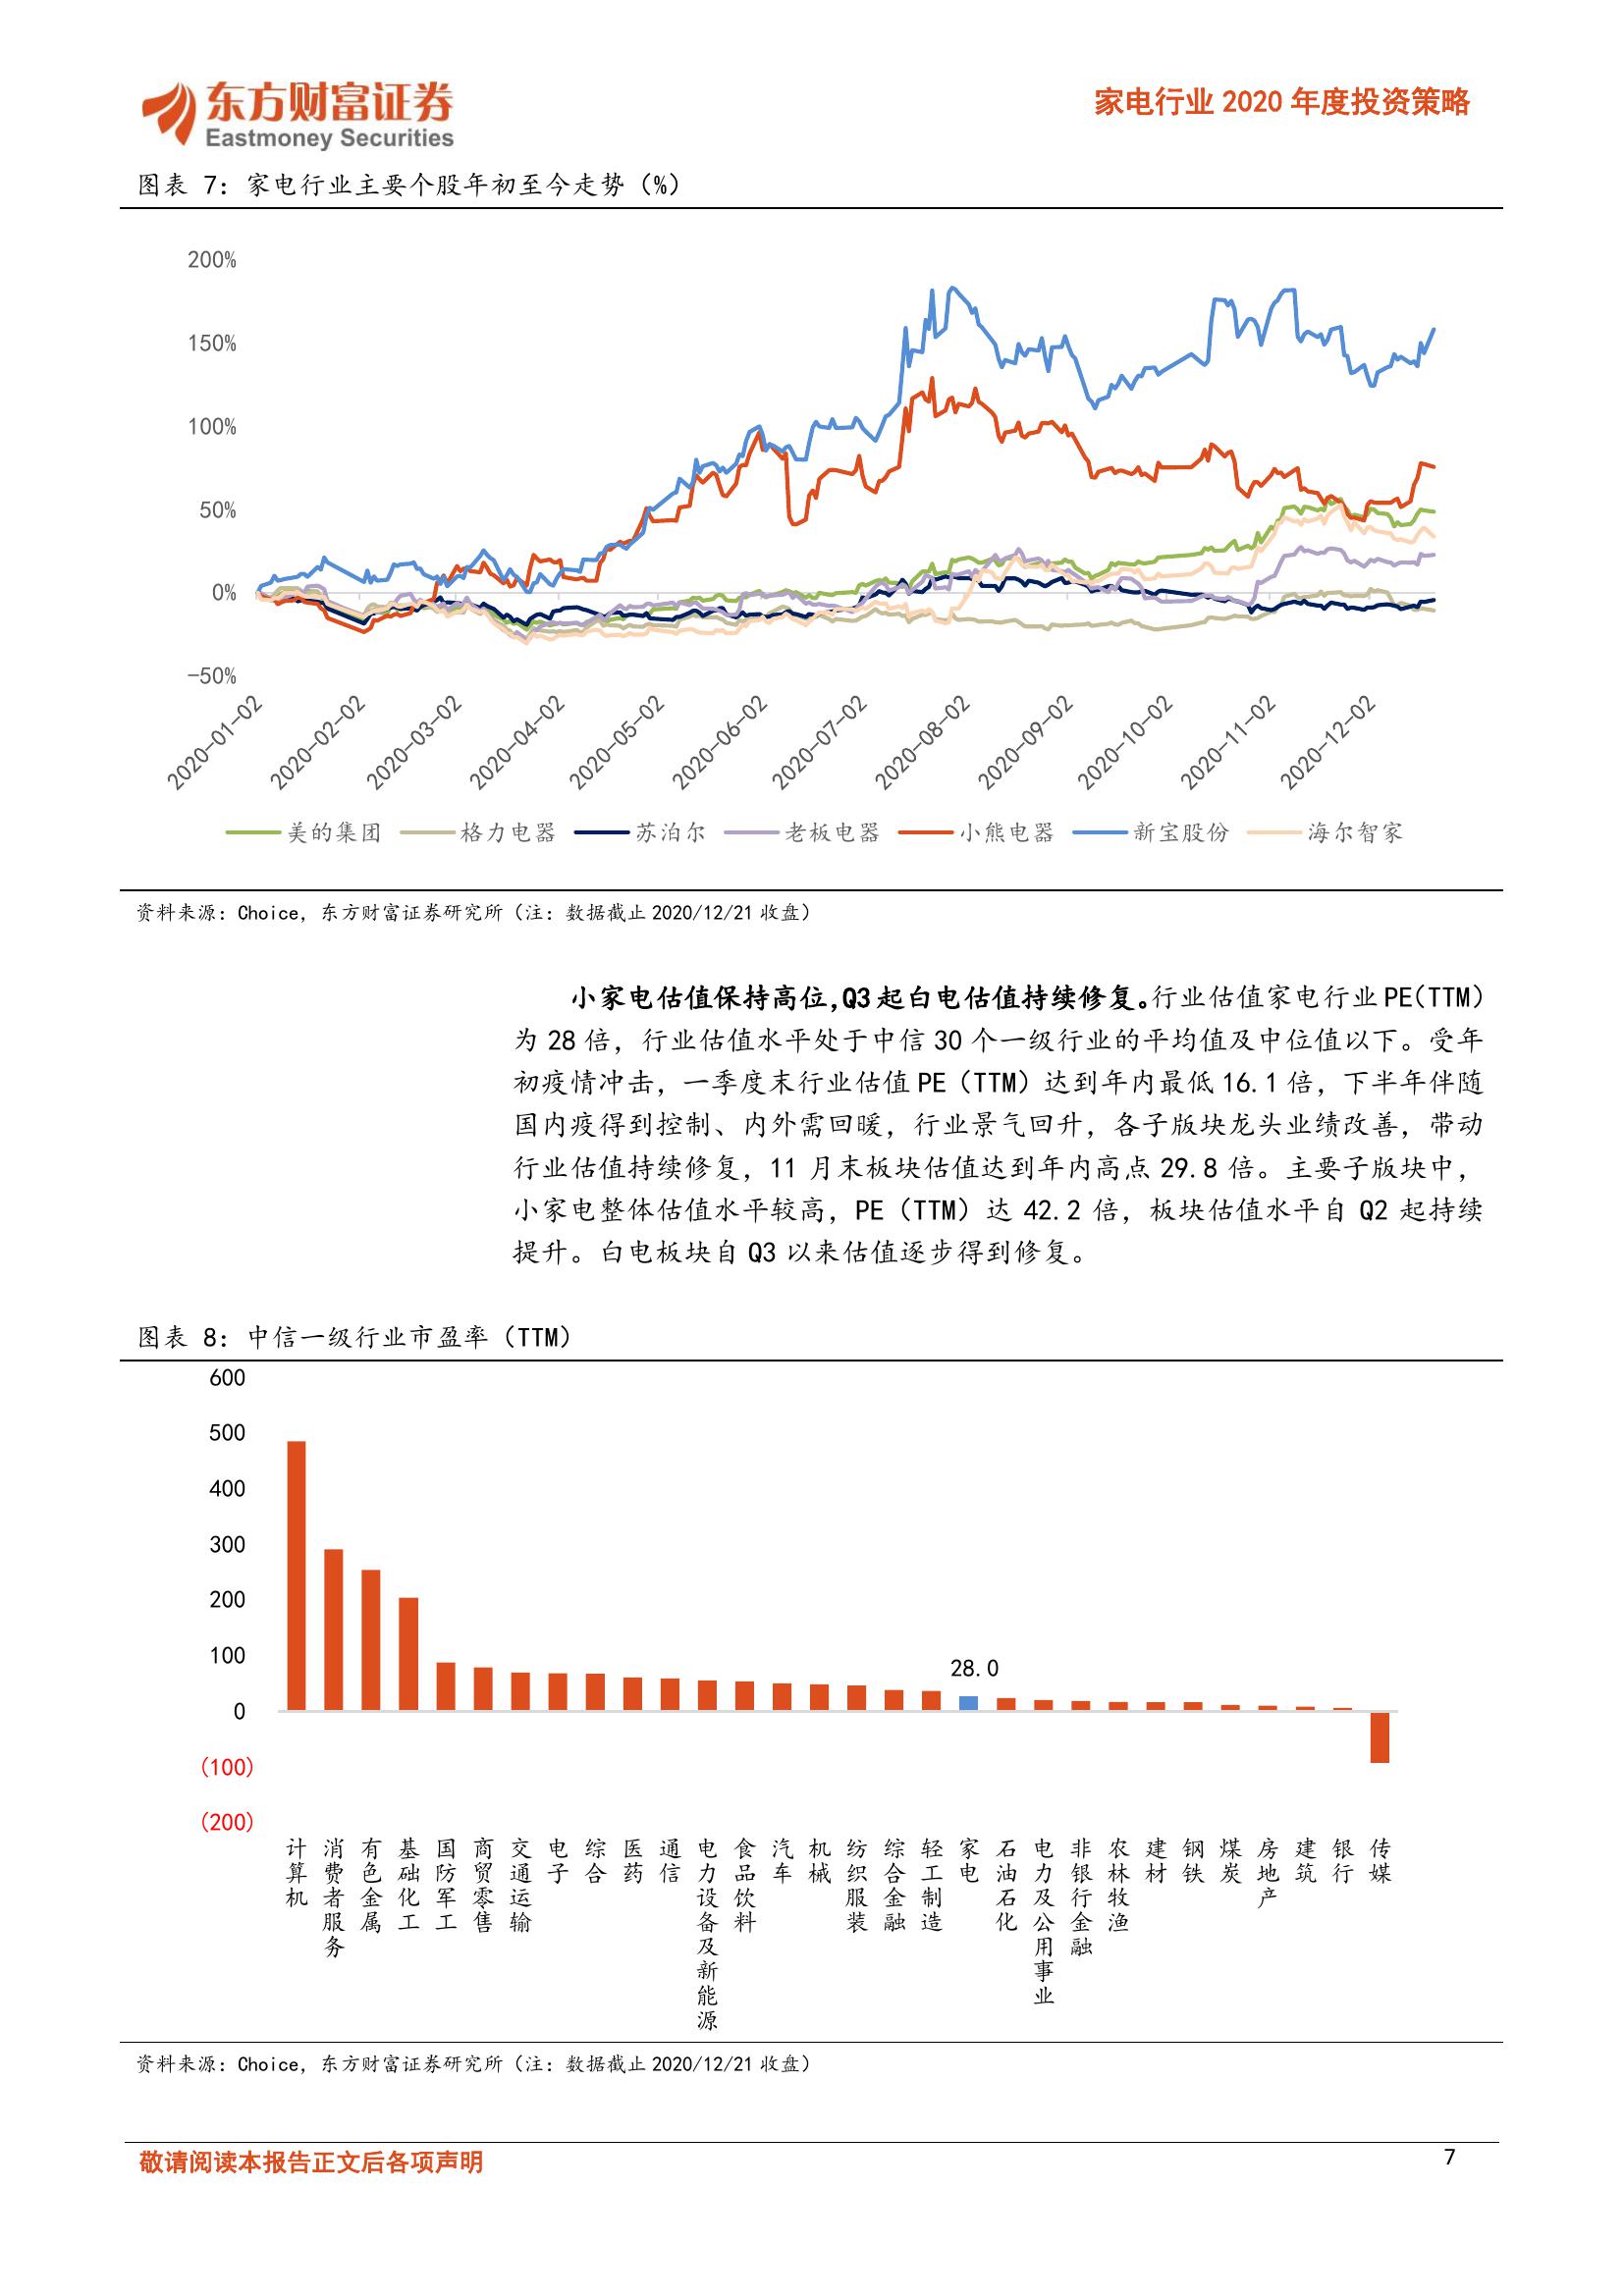 东方财富证券
Eastmoney Securities
家电行业 2020 年度投资策略
图表 7：家电行业主要个股年初至今走势（%）
200%
150%
100%
50%
0%
-50%
2020-01-02
2020-02-02
2020-03-02
2020-04-02
2020-05-02
2020-06-02
2020-07-02
2020-08-02
2020-09-02
2020-10-02
2020-11-02
2020-12-02
美的集团 格力电器 苏泊尔 老板电器 小熊电器 新宝股份 海尔智家
资料来源：Choice，东方财富证券研究所（注：数据截止 2020/12/21 收盘）
小家电估值保持高位,Q3 起白电估值持续修复。行业估值家电行业 PE（TTM）
为 28 倍，行业估值水平处于中信 30 个一级行业的平均值及中位值以下。受年
初疫情冲击，一季度末行业估值 PE（TTM）达到年内最低 16.1 倍，下半年伴随
国内疫得到控制、内外需回暖，行业景气回升，各子版块龙头业绩改善，带动
行业估值持续修复，11 月末板块估值达到年内高点 29.8 倍。主要子版块中，
小家电整体估值水平较高，PE（TTM）达 42.2 倍，板块估值水平自 Q2 起持续
提升。白电板块自 Q3 以来估值逐步得到修复。
图表 8：中信一级行业市盈率（TTM）
600
500
400
300
200
100
0
(100)
(200)
28.0
计算机
消费者服务
有色金属
基础化工
国防军工
商贸零售
交通运输
电子
综合
医药
通信
电力设备及新能源
食品饮料
汽车
机械
纺织服装
综合金融
轻工制造
家电
石油石化
电力及公用事业
非银行金融
农林牧渔
建材
钢铁
煤炭
房地产
建筑
银行
传媒
资料来源：Choice，东方财富证券研究所（注：数据截止 2020/12/21 收盘）
敬请阅读本报告正文后各项声明
7